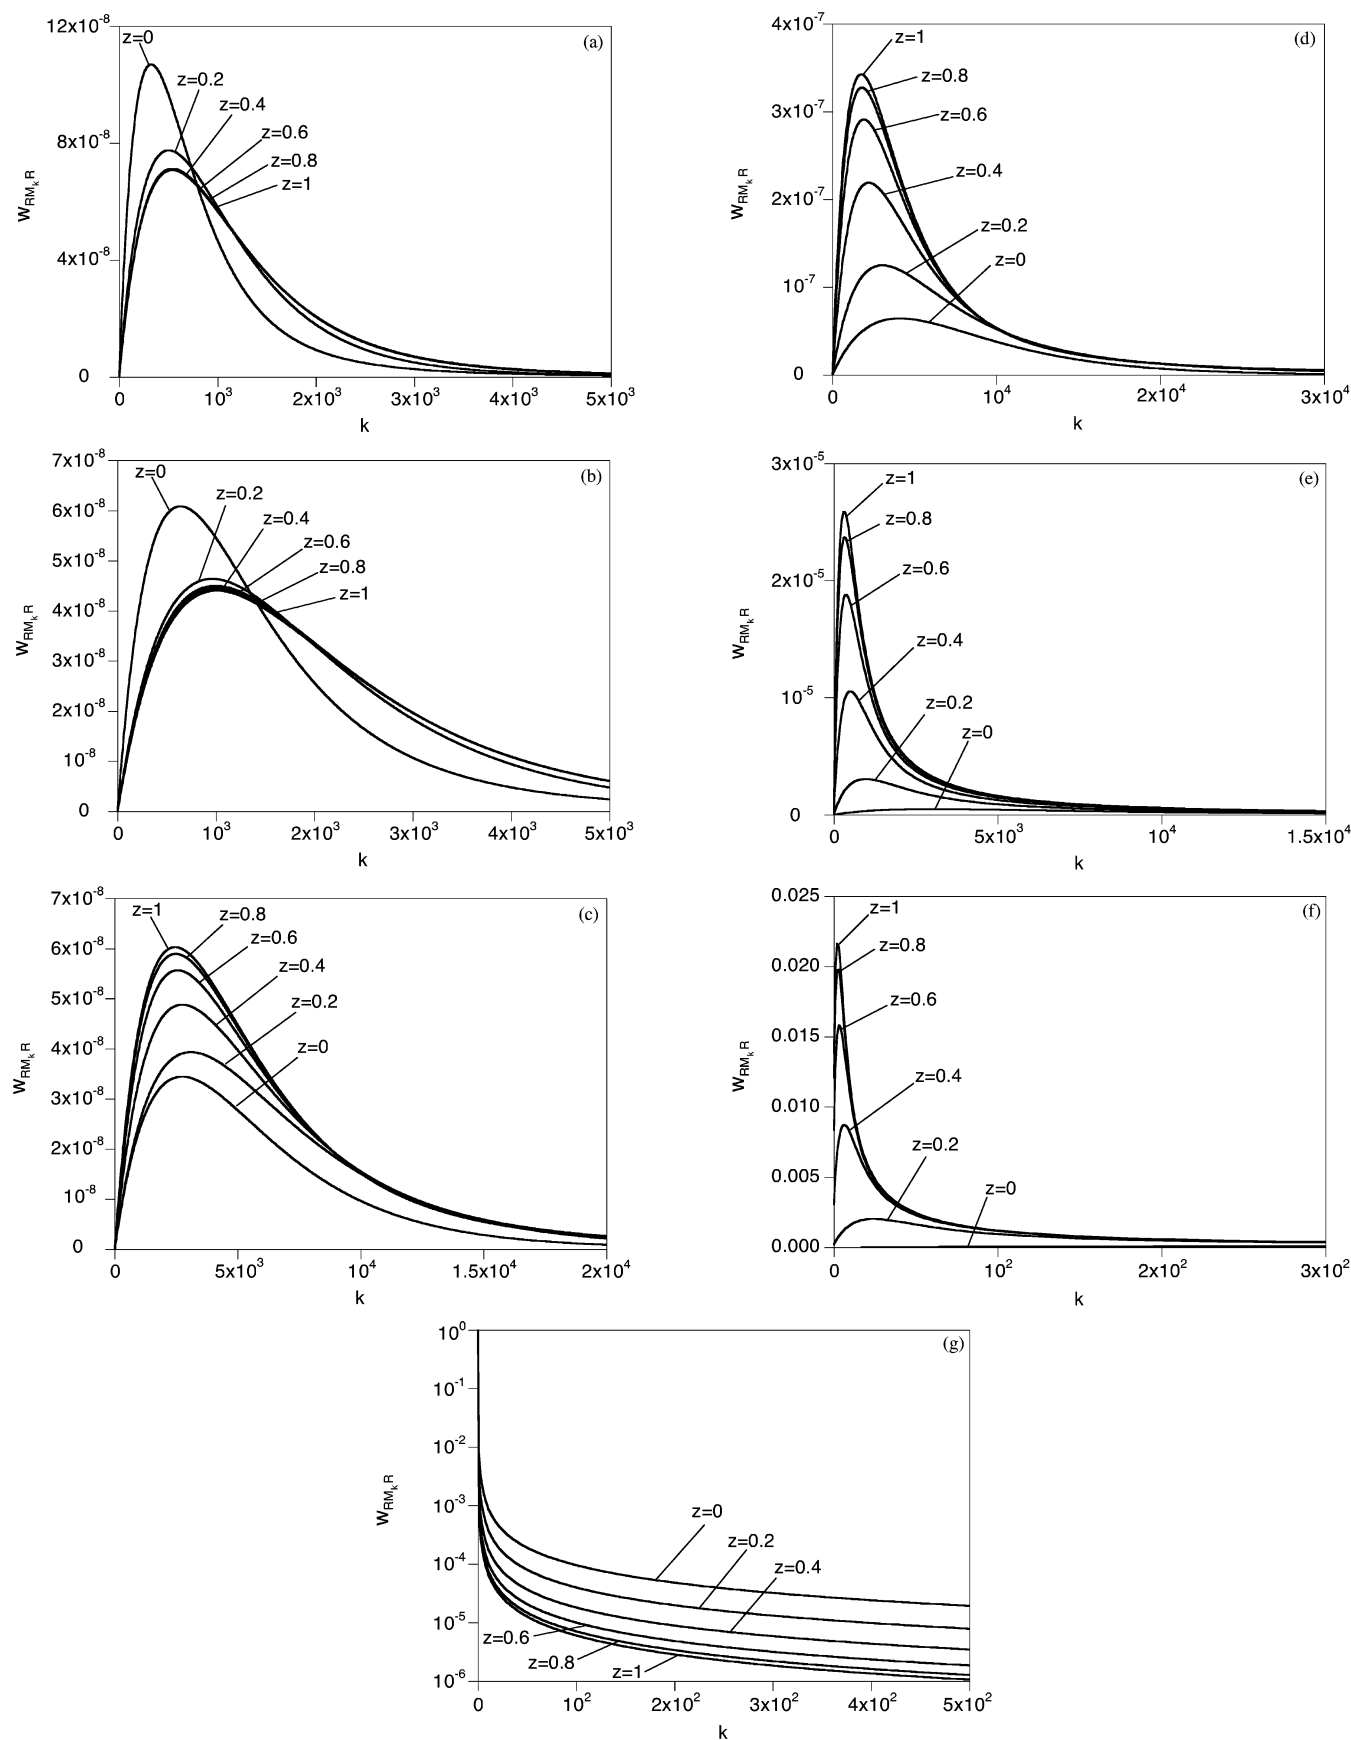 (a)
12x10⁻⁸
8x10⁻⁸
4x10⁻⁸
0
W_RM_k R
z=0
z=0.2
z=0.4
z=0.6
z=0.8
z=1
0 10³ 2x10³ 3x10³ 4x10³ 5x10³
k
(d)
4x10⁻⁷
3x10⁻⁷
2x10⁻⁷
10⁻⁷
0
W_RM_k R
z=1
z=0.8
z=0.6
z=0.4
z=0.2
z=0
0 10⁴ 2x10⁴ 3x10⁴
k
(b)
7x10⁻⁸
6x10⁻⁸
5x10⁻⁸
4x10⁻⁸
3x10⁻⁸
2x10⁻⁸
10⁻⁸
0
W_RM_k R
z=0
z=0.2
z=0.4
z=0.6
z=0.8
z=1
0 10³ 2x10³ 3x10³ 4x10³ 5x10³
k
(e)
3x10⁻⁵
2x10⁻⁵
10⁻⁵
0
W_RM_k R
z=1
z=0.8
z=0.6
z=0.4
z=0.2
z=0
0 5x10³ 10⁴ 1.5x10⁴
k
(c)
7x10⁻⁸
6x10⁻⁸
5x10⁻⁸
4x10⁻⁸
3x10⁻⁸
2x10⁻⁸
10⁻⁸
0
W_RM_k R
z=1
z=0.8
z=0.6
z=0.4
z=0.2
z=0
0 5x10³ 10⁴ 1.5x10⁴ 2x10⁴
k
(f)
0.025
0.020
0.015
0.010
0.005
0.000
W_RM_k R
z=1
z=0.8
z=0.6
z=0.4
z=0.2
z=0
0 10² 2x10² 3x10²
k
(g)
10⁰
10⁻¹
10⁻²
10⁻³
10⁻⁴
10⁻⁵
10⁻⁶
W_RM_k R
z=0
z=0.2
z=0.4
z=0.6
z=0.8
z=1
0 10² 2x10² 3x10² 4x10² 5x10²
k